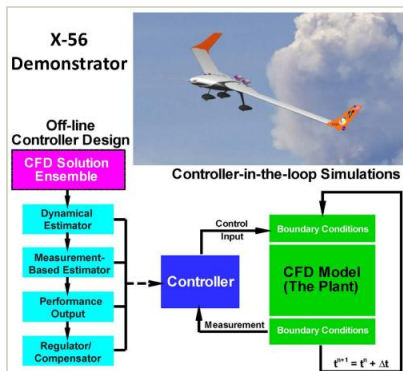 X-56
Demonstrator
Off-line
Controller Design
CFD Solution
Ensemble
Dynamical
Estimator
Measurement-
Based Estimator
Performance
Output
Regulator/
Compensator
Controller-in-the-loop Simulations
Control
Input
Controller
Measurement
Boundary Conditions
CFD Model
(The Plant)
Boundary Conditions
tⁿ⁺¹ = tⁿ + Δt